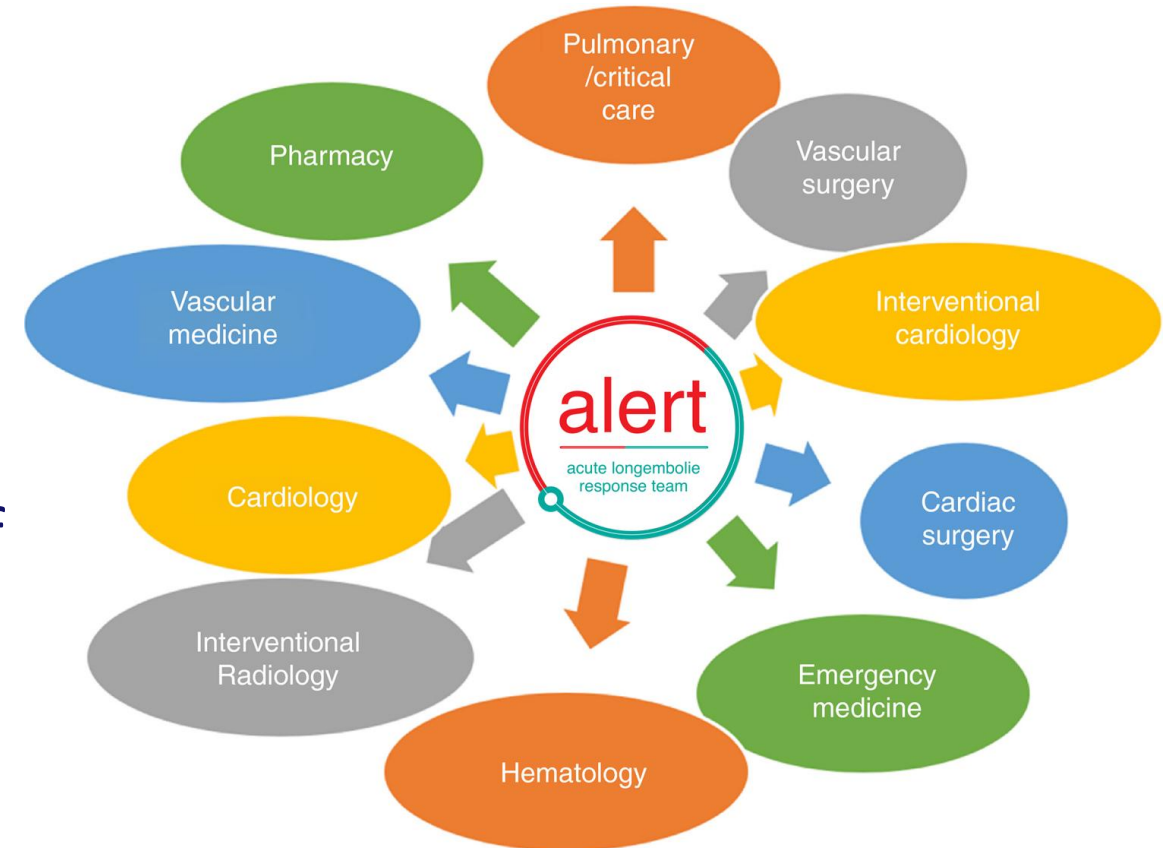 Pulmonary
/critical
care
Vascular
surgery
Interventional
cardiology
Cardiac
surgery
Emergency
medicine
Hematology
Interventional
Radiology
Cardiology
Vascular
medicine
Pharmacy
alert
acute longembolie
response team